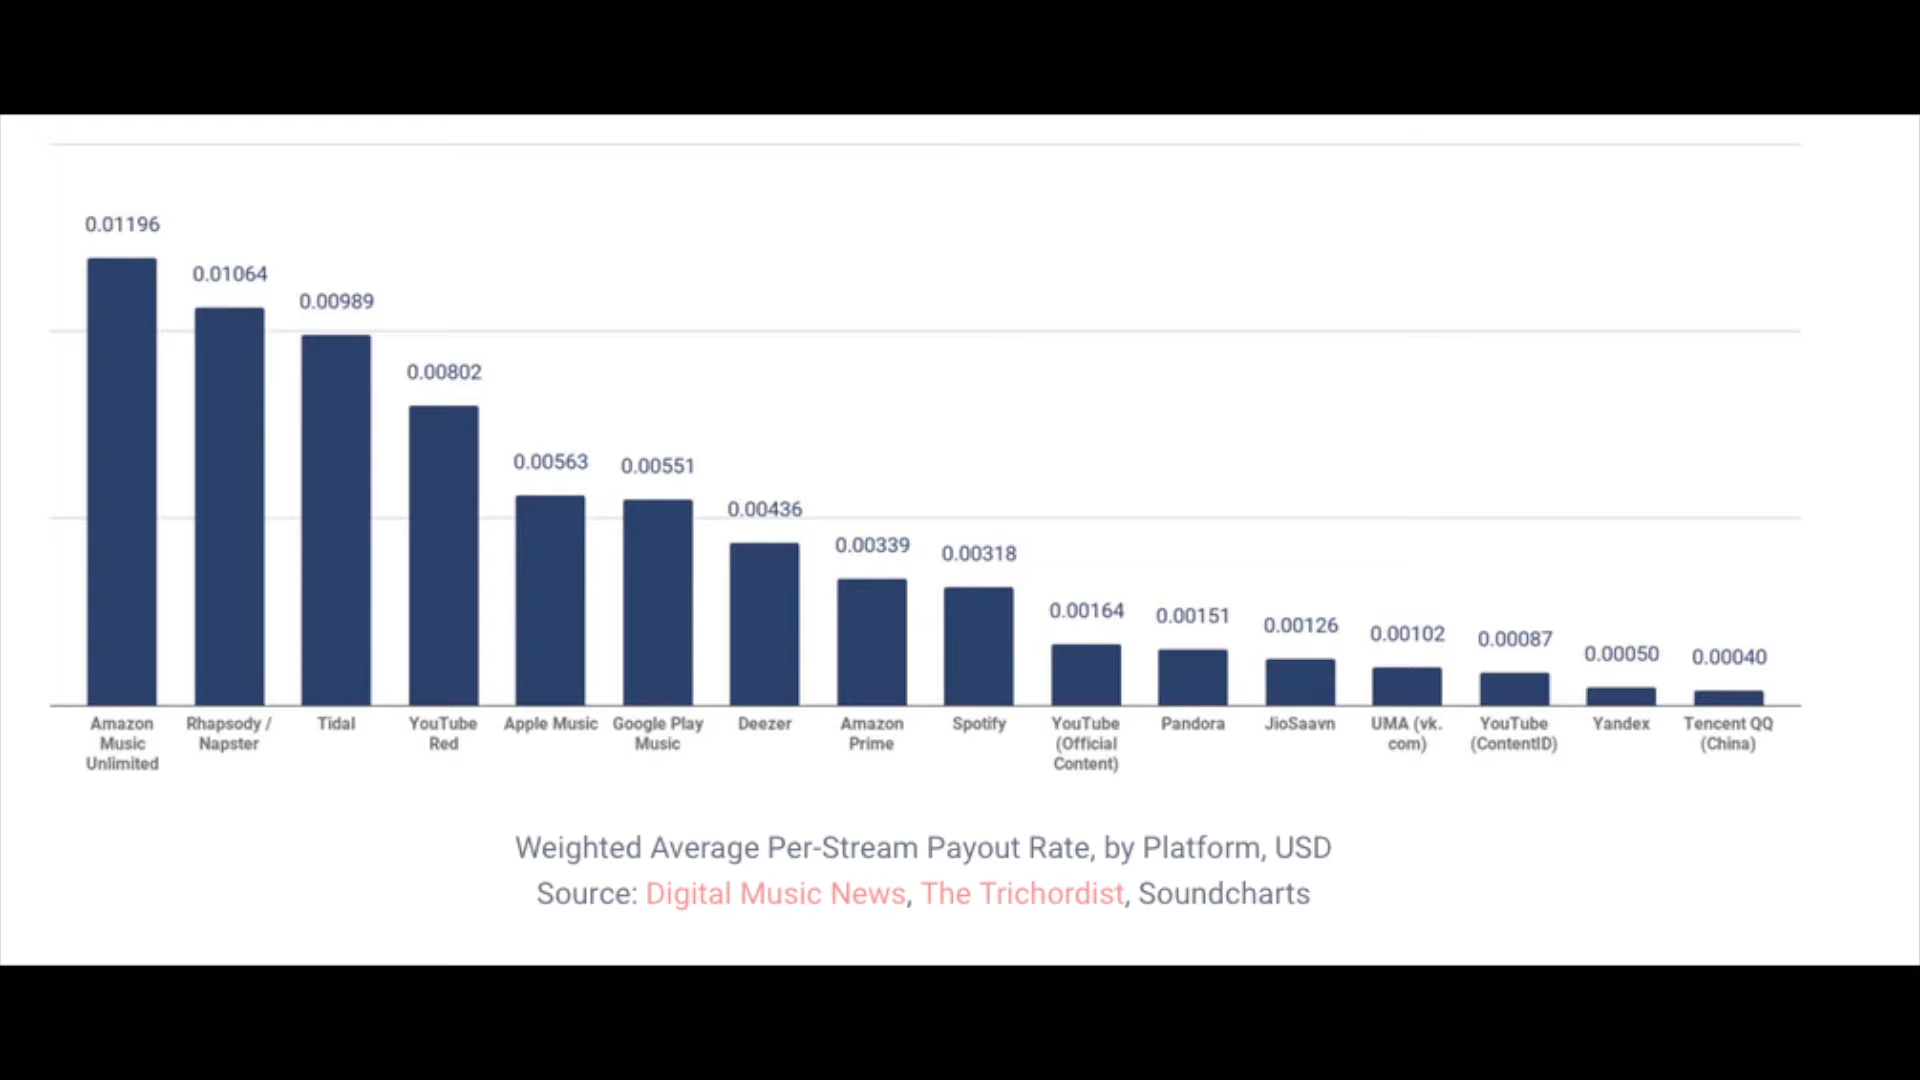 0.01196
0.01064
0.00989
0.00802
0.00563
0.00551
0.00436
0.00339
0.00318
0.00164
0.00151
0.00126
0.00102
0.00087
0.00050
0.00040
Amazon
Music
Unlimited
Rhapsody /
Napster
Tidal
YouTube
Red
Apple Music
Google Play
Music
Deezer
Amazon
Prime
Spotify
YouTube
(Official
Content)
Pandora
JioSaavn
UMA (vk.
com)
YouTube
(ContentID)
Yandex
Tencent QQ
(China)
Weighted Average Per-Stream Payout Rate, by Platform, USD
Source: Digital Music News, The Trichordist, Soundcharts